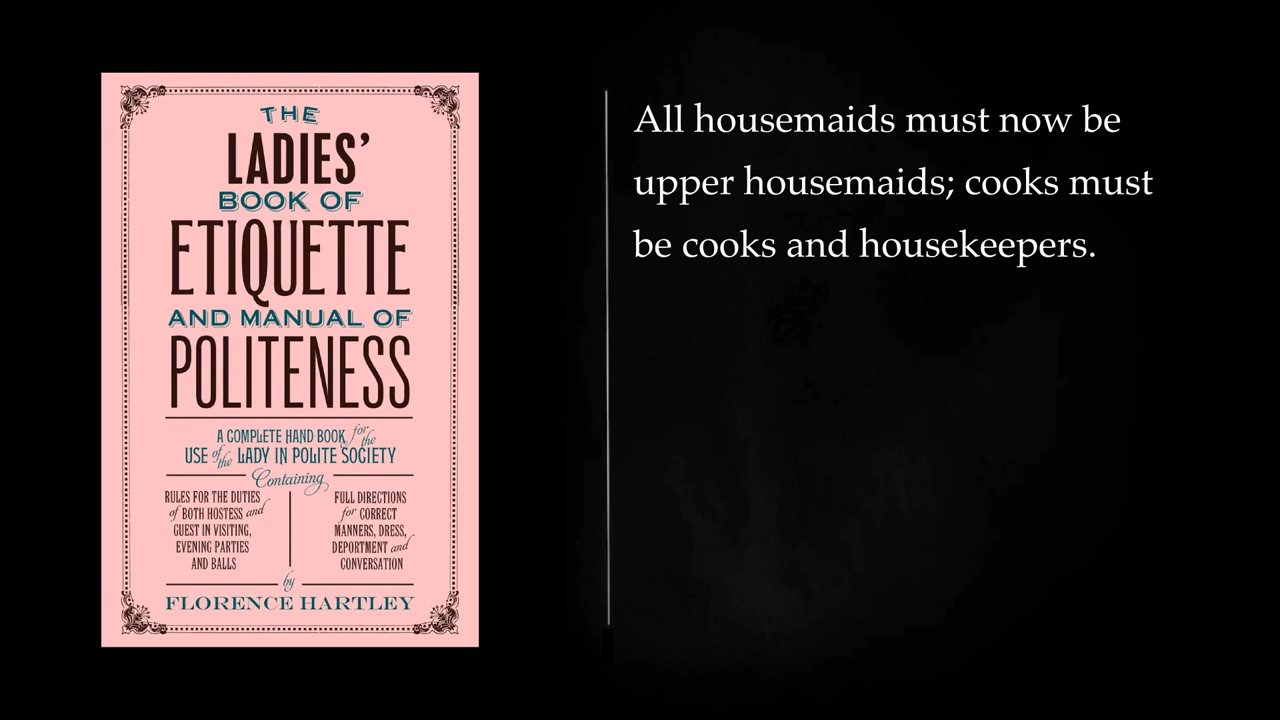 THE
LADIES’
BOOK OF
ETIQUETTE
AND MANUAL OF
POLITENESS
A COMPLETE HAND BOOK for the
USE of the LADY IN POLITE SOCIETY
Containing
RULES FOR THE DUTIES
of BOTH HOSTESS and
GUEST IN VISITING,
EVENING PARTIES
AND BALLS
FULL DIRECTIONS
for CORRECT
MANNERS, DRESS,
DEPORTMENT and
CONVERSATION
by
FLORENCE HARTLEY
All housemaids must now be
upper housemaids; cooks must
be cooks and housekeepers.